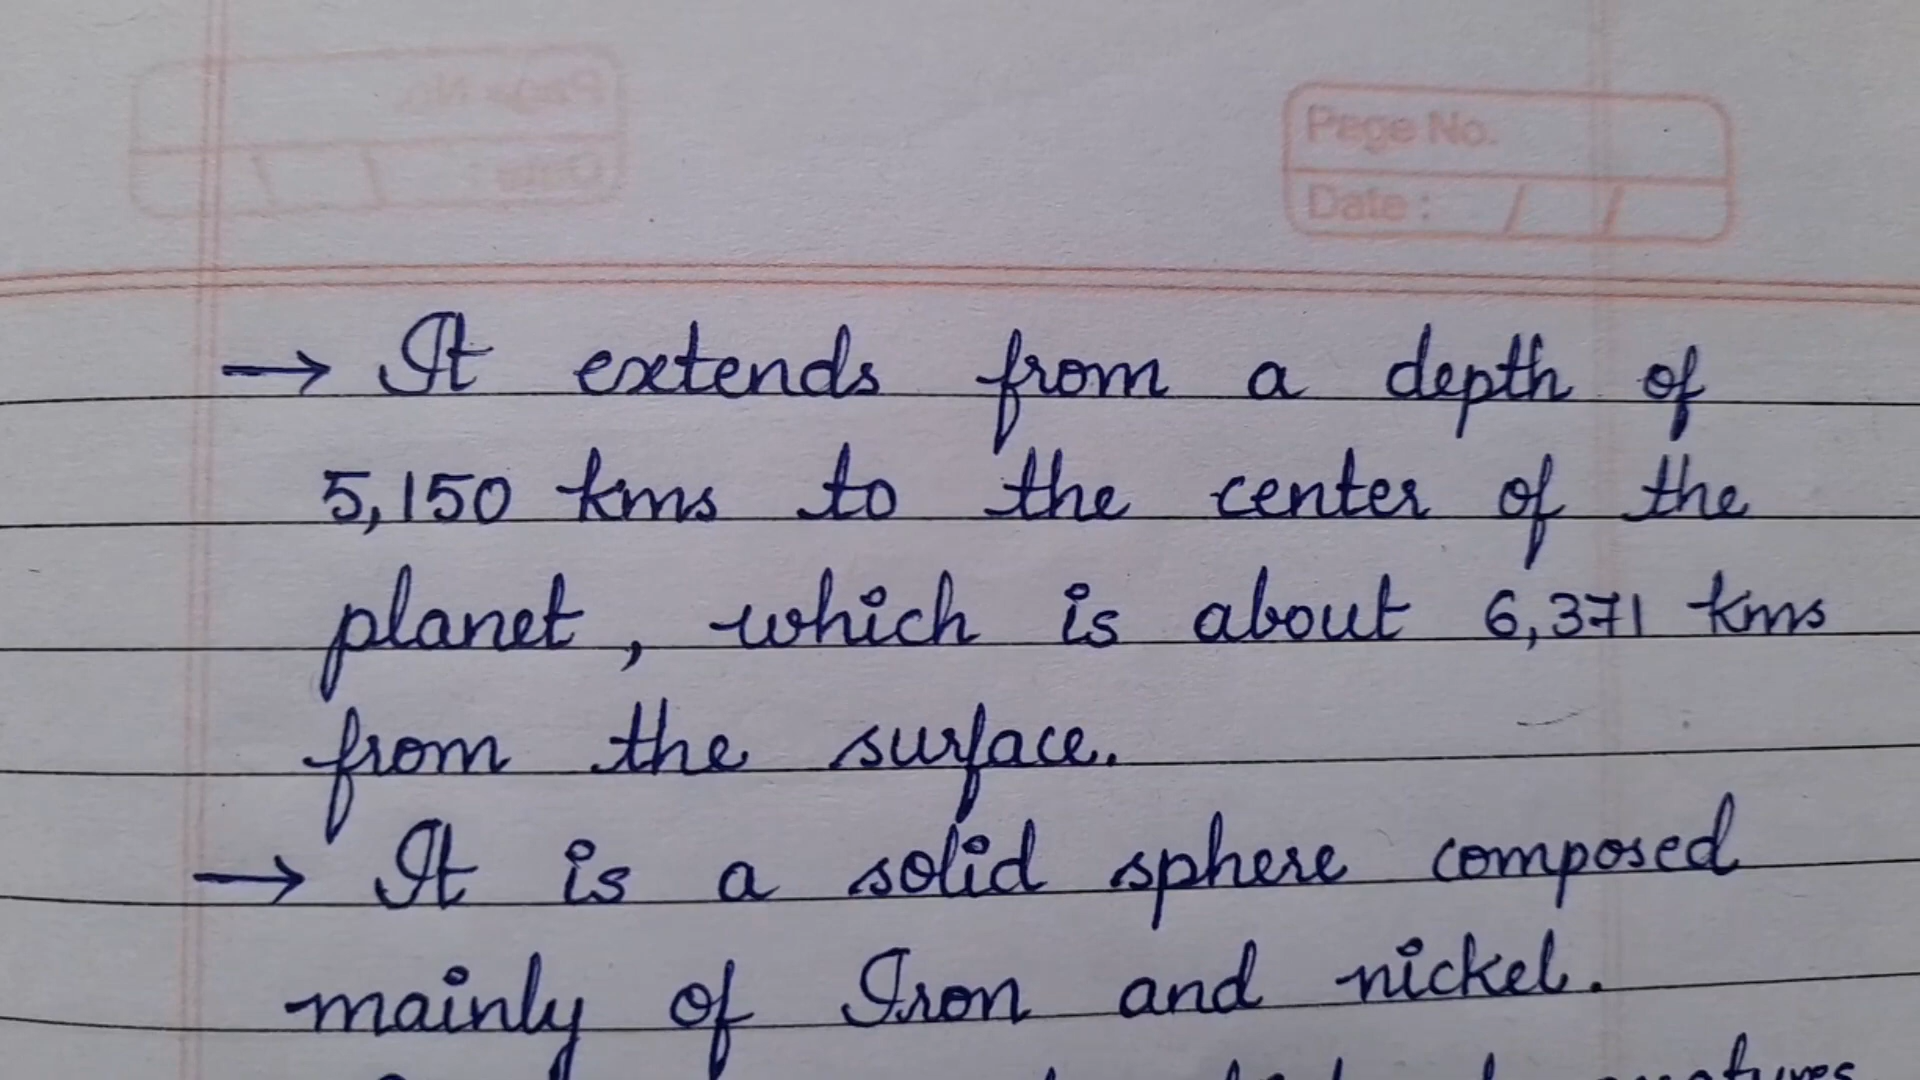 Page No.
Date : / /
→ It extends from a depth of
5,150 kms to the center of the
planet, which is about 6,371 kms
from the surface.
→ It is a solid sphere composed
mainly of Iron and nickel.